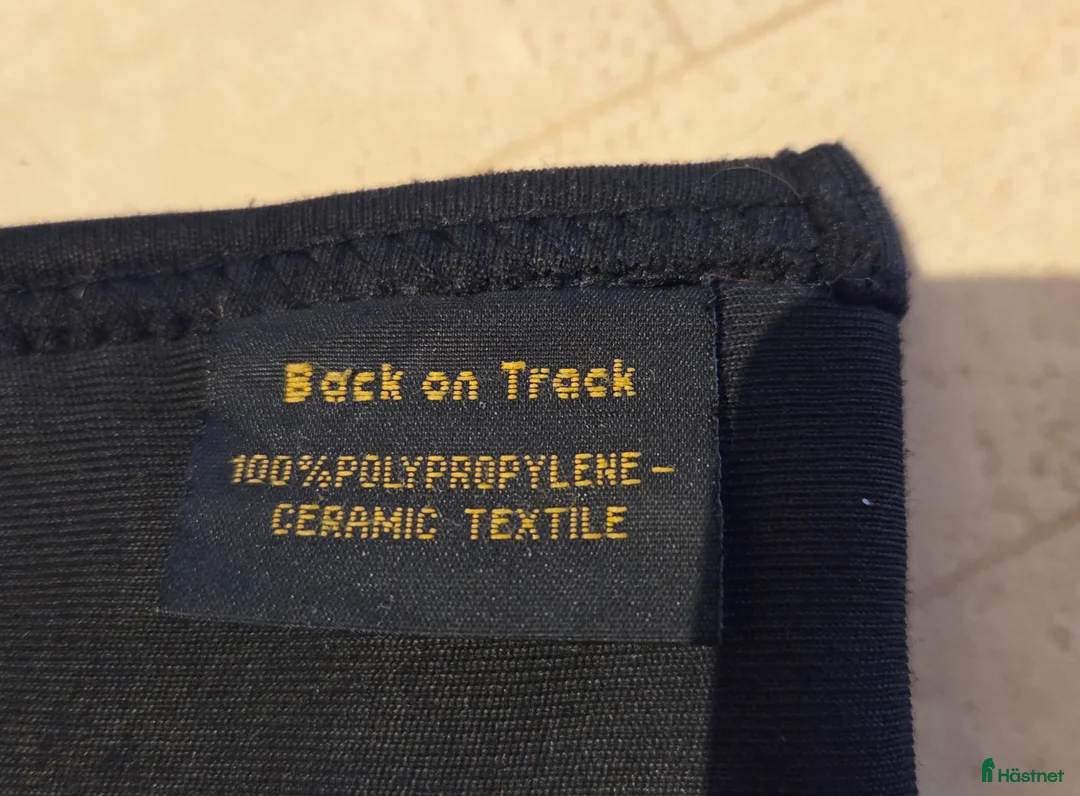 Back on Track
100%POLYPROPYLENE-
CERAMIC TEXTILE
Hästnet